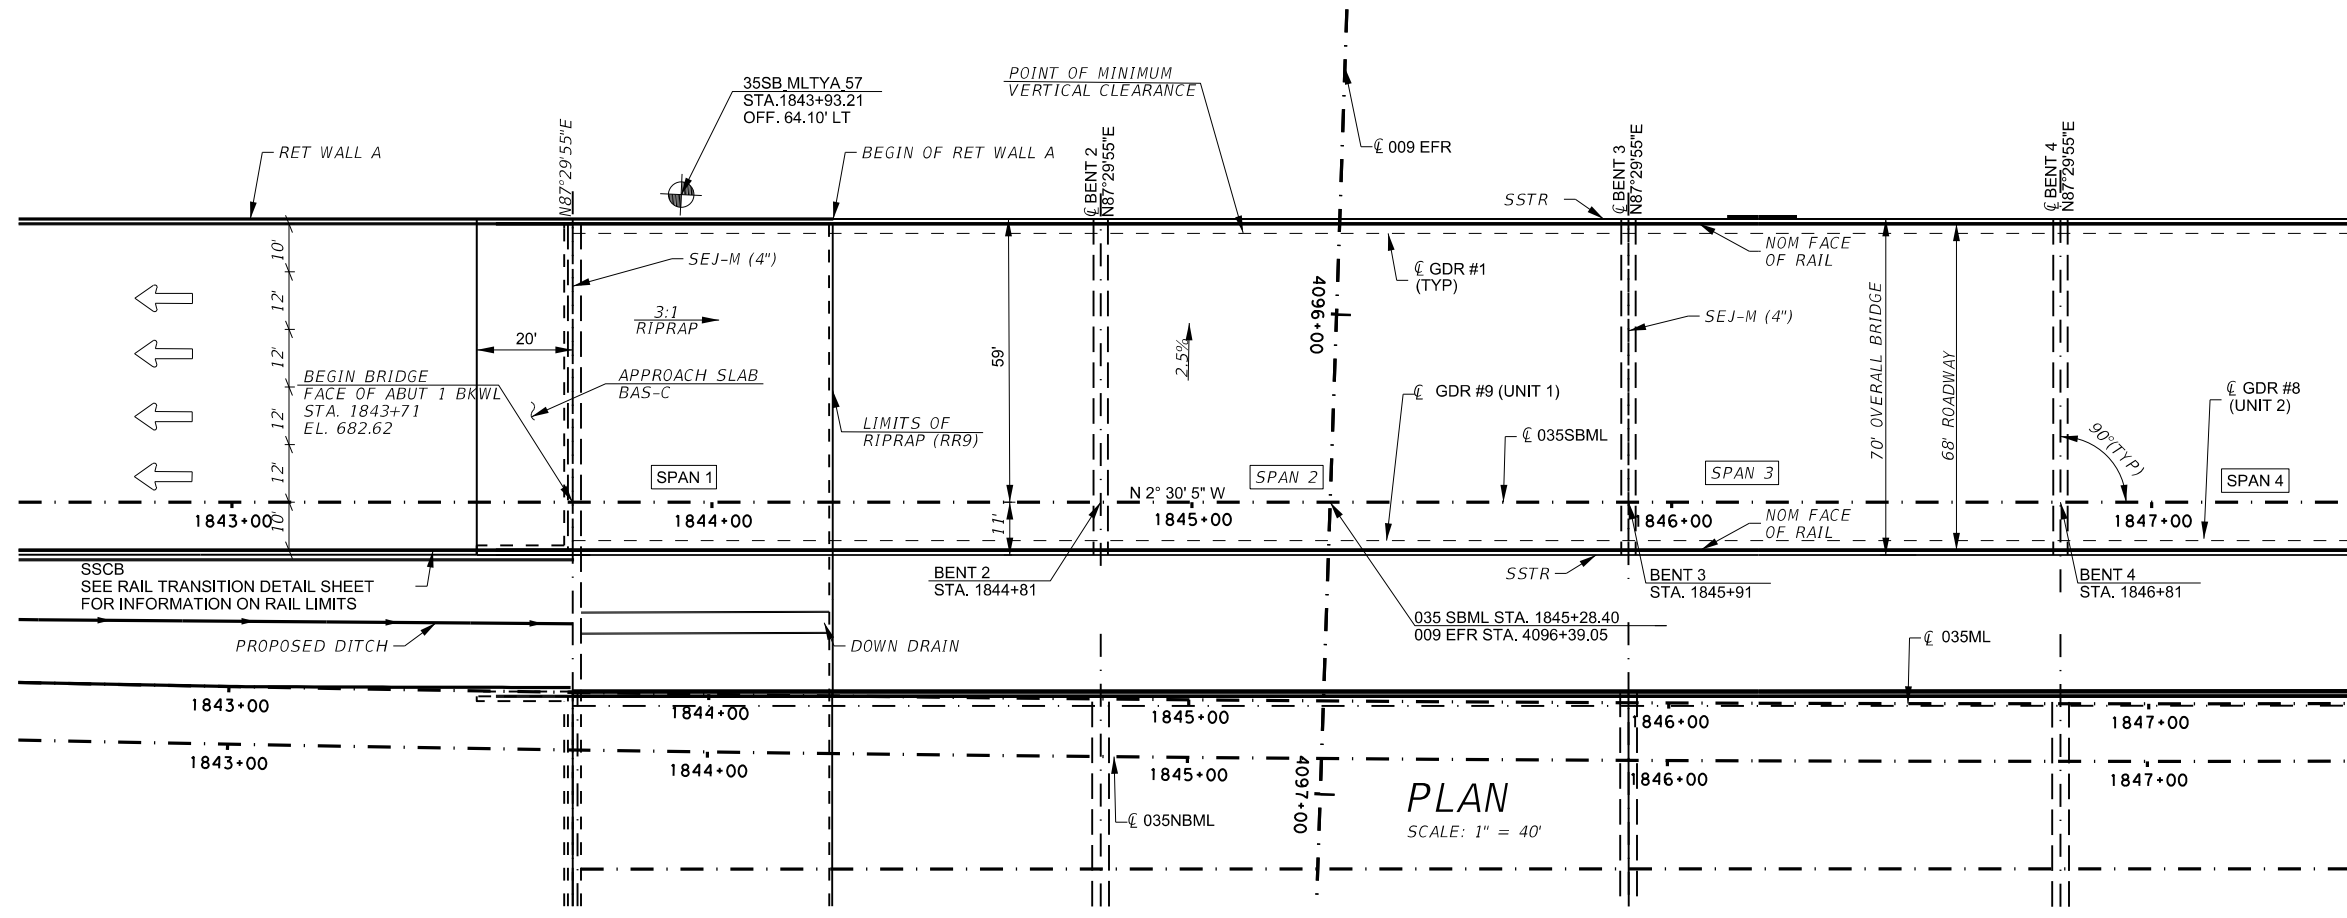 35SB_MLTYA_57
STA.1843+93.21
OFF. 64.10' LT
POINT OF MINIMUM
VERTICAL CLEARANCE
RET WALL A
N87°29'55"E
BEGIN OF RET WALL A
℄ BENT 2
N87°29'55"E
℄ 009 EFR
SSTR
℄ BENT 3
N87°29'55"E
℄ BENT 4
N87°29'55"E
10'
12'
12'
12'
12'
10'
SEJ-M (4")
3:1
RIPRAP
20'
59'
11'
2.5%
4096+00
℄ GDR #1
(TYP)
NOM FACE
OF RAIL
SEJ-M (4")
70' OVERALL BRIDGE
68' ROADWAY
90°(TYP)
℄ GDR #8
(UNIT 2)
BEGIN BRIDGE
FACE OF ABUT 1 BKWL
STA. 1843+71
EL. 682.62
APPROACH SLAB
BAS-C
LIMITS OF
RIPRAP (RR9)
℄ GDR #9 (UNIT 1)
℄ 035SBML
SPAN 1
SPAN 2
SPAN 3
SPAN 4
N 2° 30' 5" W
1843+00
1844+00
1845+00
1846+00
1847+00
NOM FACE
OF RAIL
SSCB
SEE RAIL TRANSITION DETAIL SHEET
FOR INFORMATION ON RAIL LIMITS
BENT 2
STA. 1844+81
SSTR
BENT 3
STA. 1845+91
BENT 4
STA. 1846+81
035 SBML STA. 1845+28.40
009 EFR STA. 4096+39.05
PROPOSED DITCH
DOWN DRAIN
℄ 035ML
1843+00
1844+00
1845+00
1846+00
1847+00
1843+00
1844+00
1845+00
1846+00
1847+00
4097+00
℄ 035NBML
PLAN
SCALE: 1" = 40'